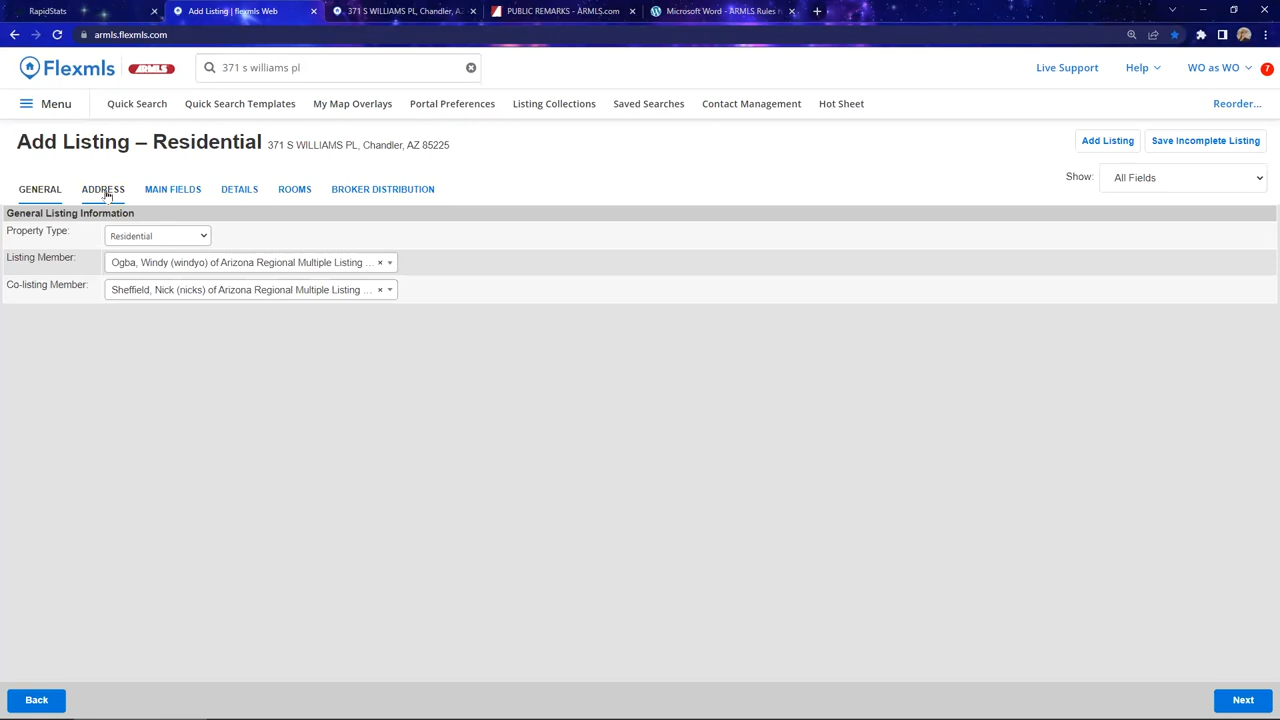 RapidStats
Add Listing | flexmls Web
371 S WILLIAMS PL, Chandler, AZ
PUBLIC REMARKS - ARMLS.com
Microsoft Word - ARMLS Rules
armls.flexmls.com
Flexmls
ARMLS
371 s williams pl
Live Support
Help
WO as WO
7
Menu
Quick Search
Quick Search Templates
My Map Overlays
Portal Preferences
Listing Collections
Saved Searches
Contact Management
Hot Sheet
Reorder...
Add Listing – Residential 371 S WILLIAMS PL, Chandler, AZ 85225
Add Listing
Save Incomplete Listing
Show: All Fields
GENERAL
ADDRESS
MAIN FIELDS
DETAILS
ROOMS
BROKER DISTRIBUTION
General Listing Information
Property Type: Residential
Listing Member: Ogba, Windy (windyo) of Arizona Regional Multiple Listing ... ×
Co-listing Member: Sheffield, Nick (nicks) of Arizona Regional Multiple Listing ... ×
Back
Next